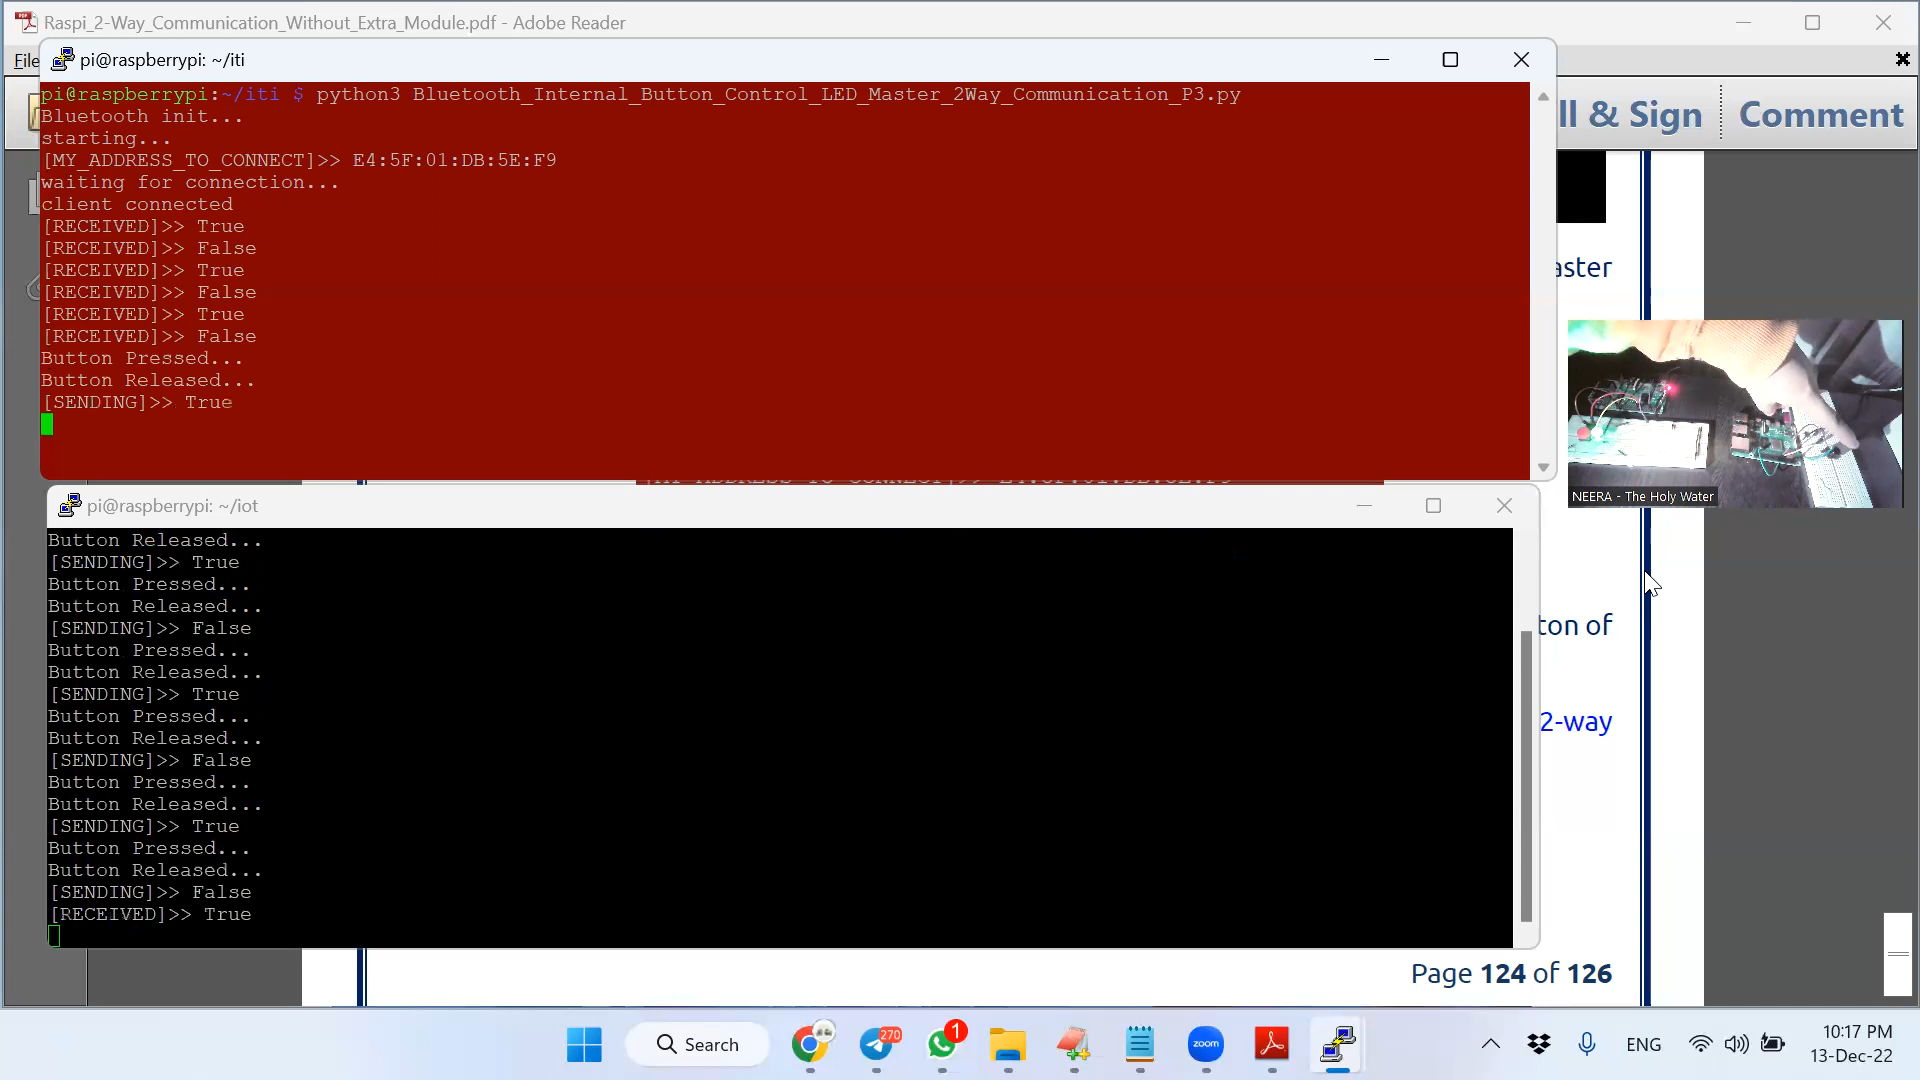 Raspi_2-Way_Communication_Without_Extra_Module.pdf - Adobe Reader
File
pi@raspberrypi: ~/iti
pi@raspberrypi:~/iti $ python3 Bluetooth_Internal_Button_Control_LED_Master_2Way_Communication_P3.py
Bluetooth init...
starting...
[MY_ADDRESS_TO_CONNECT]>> E4:5F:01:DB:5E:F9
waiting for connection...
client connected
[RECEIVED]>> True
[RECEIVED]>> False
[RECEIVED]>> True
[RECEIVED]>> False
[RECEIVED]>> True
[RECEIVED]>> False
Button Pressed...
Button Released...
[SENDING]>> True
ll & Sign
Comment
aster
NEERA - The Holy Water
pi@raspberrypi: ~/iot
Button Released...
[SENDING]>> True
Button Pressed...
Button Released...
[SENDING]>> False
Button Pressed...
Button Released...
[SENDING]>> True
Button Pressed...
Button Released...
[SENDING]>> False
Button Pressed...
Button Released...
[SENDING]>> True
Button Pressed...
Button Released...
[SENDING]>> False
[RECEIVED]>> True
ton of
2-way
Page 124 of 126
Search
270
1
zoom
ENG
10:17 PM
13-Dec-22